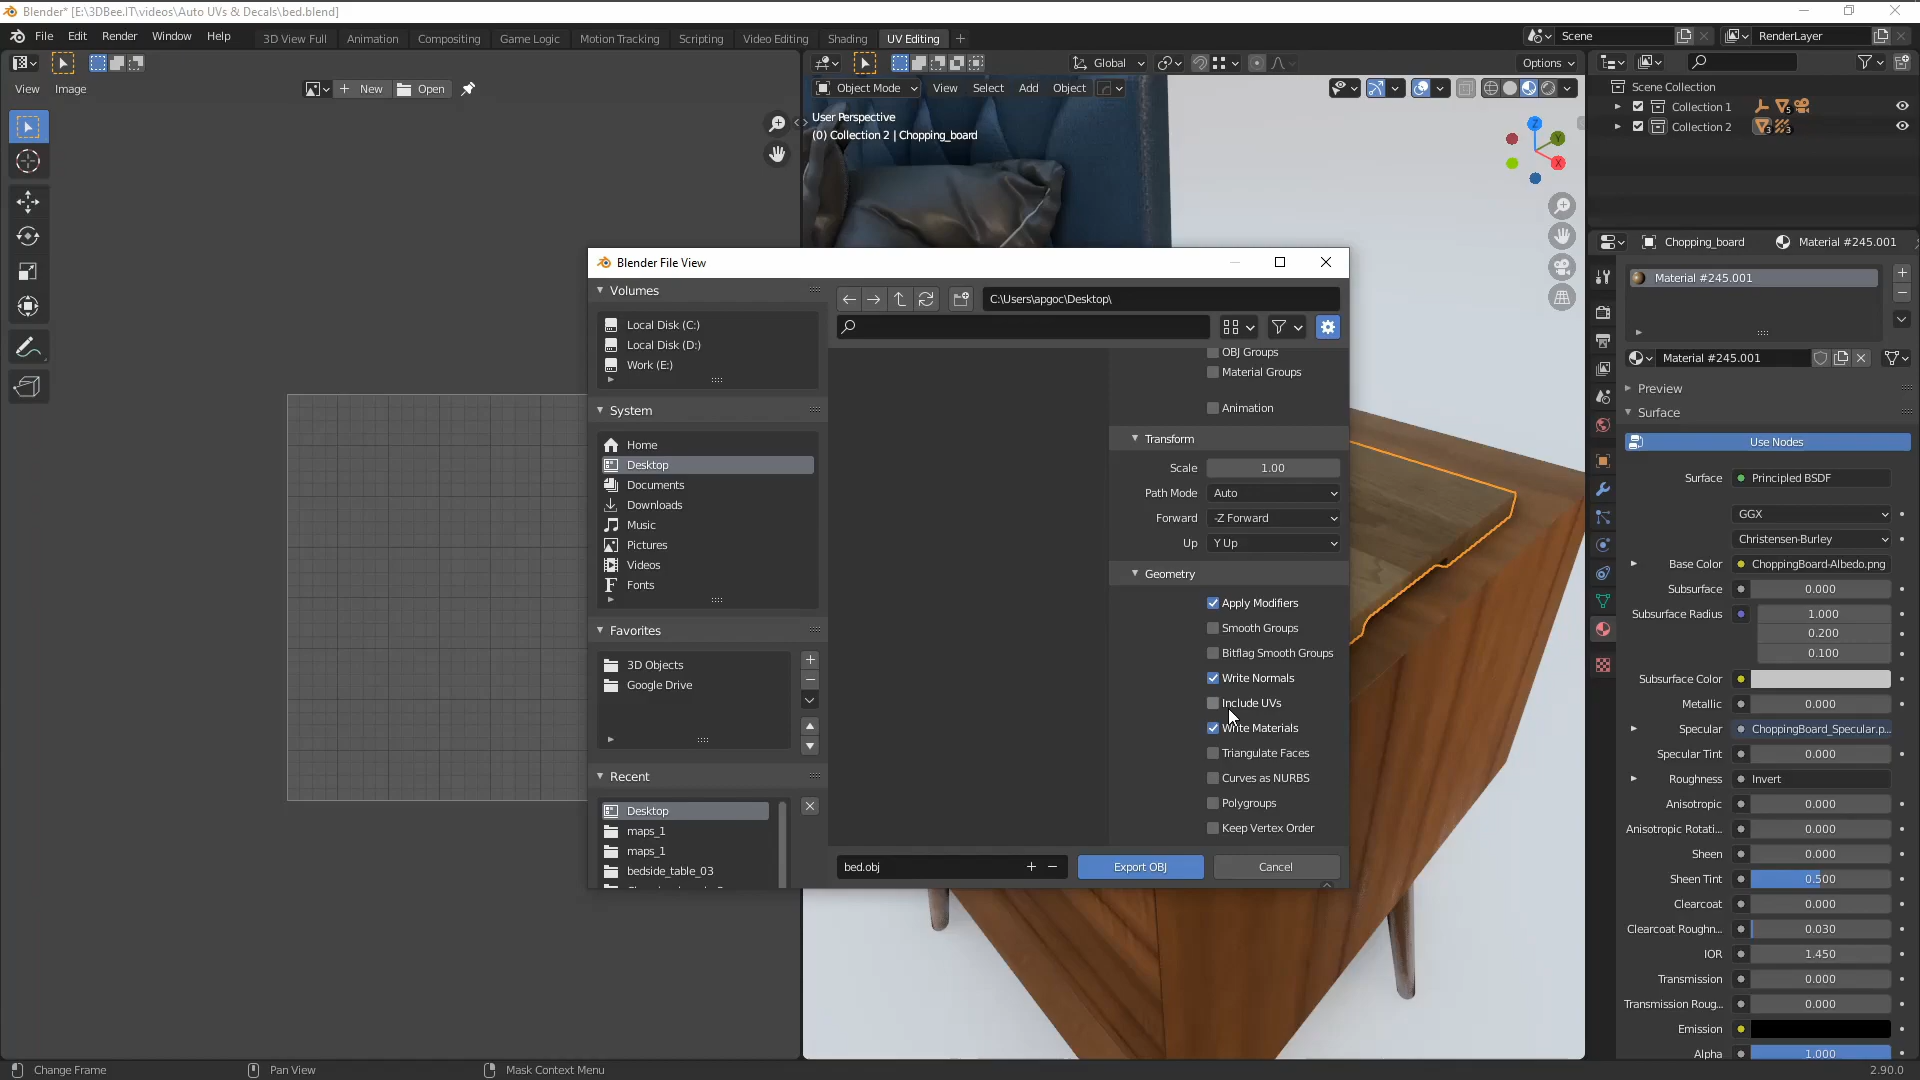 Blender* [E:\3DBee.IT\videos\Auto UVs & Decals\bed.blend]
File Edit Render Window Help
3D View Full Animation Compositing Game Logic Motion Tracking Scripting Video Editing Shading UV Editing +
Scene
RenderLayer
Global
Options
View Image
New
Open
Object Mode
View Select Add Object
User Perspective
(0) Collection 2 | Chopping_board
Z
Y
X
Scene Collection
Collection 1
5
Collection 2
3
3
Blender File View
Volumes
Local Disk (C:)
Local Disk (D:)
Work (E:)
System
Home
Desktop
Documents
Downloads
Music
Pictures
Videos
Fonts
Favorites
3D Objects
Google Drive
Recent
Desktop
maps_1
maps_1
bedside_table_03
C:\Users\apgoc\Desktop\
OBJ Groups
Material Groups
Animation
Transform
Scale 1.00
Path Mode Auto
Forward -Z Forward
Up Y Up
Geometry
Apply Modifiers
Smooth Groups
Bitflag Smooth Groups
Write Normals
Include UVs
Write Materials
Triangulate Faces
Curves as NURBS
Polygroups
Keep Vertex Order
bed.obj
Export OBJ
Cancel
Chopping_board Material #245.001
Material #245.001
Material #245.001
Preview
Surface
Use Nodes
Surface Principled BSDF
GGX
Christensen-Burley
Base Color ChoppingBoard-Albedo.png
Subsurface 0.000
Subsurface Radius 1.000
0.200
0.100
Subsurface Color
Metallic 0.000
Specular ChoppingBoard_Specular.p...
Specular Tint 0.000
Roughness Invert
Anisotropic 0.000
Anisotropic Rotati... 0.000
Sheen 0.000
Sheen Tint 0.500
Clearcoat 0.000
Clearcoat Roughn... 0.030
IOR 1.450
Transmission 0.000
Transmission Roug... 0.000
Emission
Alpha 1.000
Change Frame
Pan View
Mask Context Menu
2.90.0